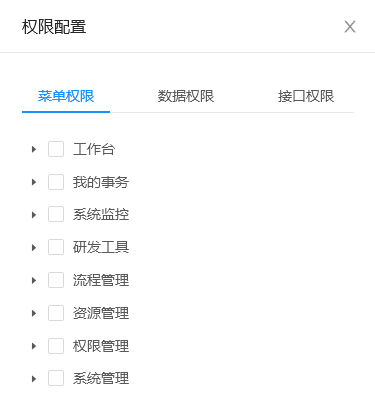 权限配置
菜单权限 数据权限 接口权限
工作台
我的事务
系统监控
研发工具
流程管理
资源管理
权限管理
系统管理